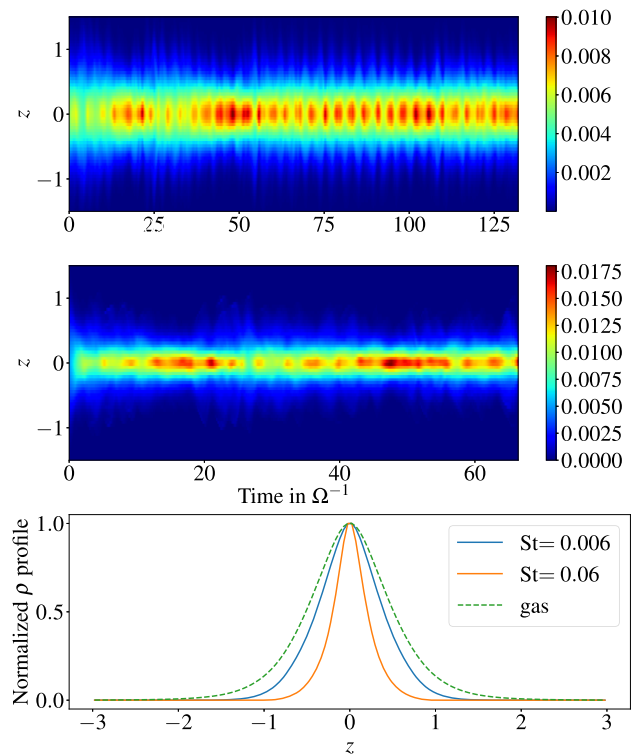 1
0
−1
z
0 25 50 75 100 125
0.010
0.008
0.006
0.004
0.002
1
0
−1
z
0 20 40 60
Time in Ω⁻¹
0.0175
0.0150
0.0125
0.0100
0.0075
0.0050
0.0025
0.0000
Normalized ρ profile
1.0
0.5
0.0
St= 0.006
St= 0.06
gas
−3 −2 −1 0 1 2 3
z